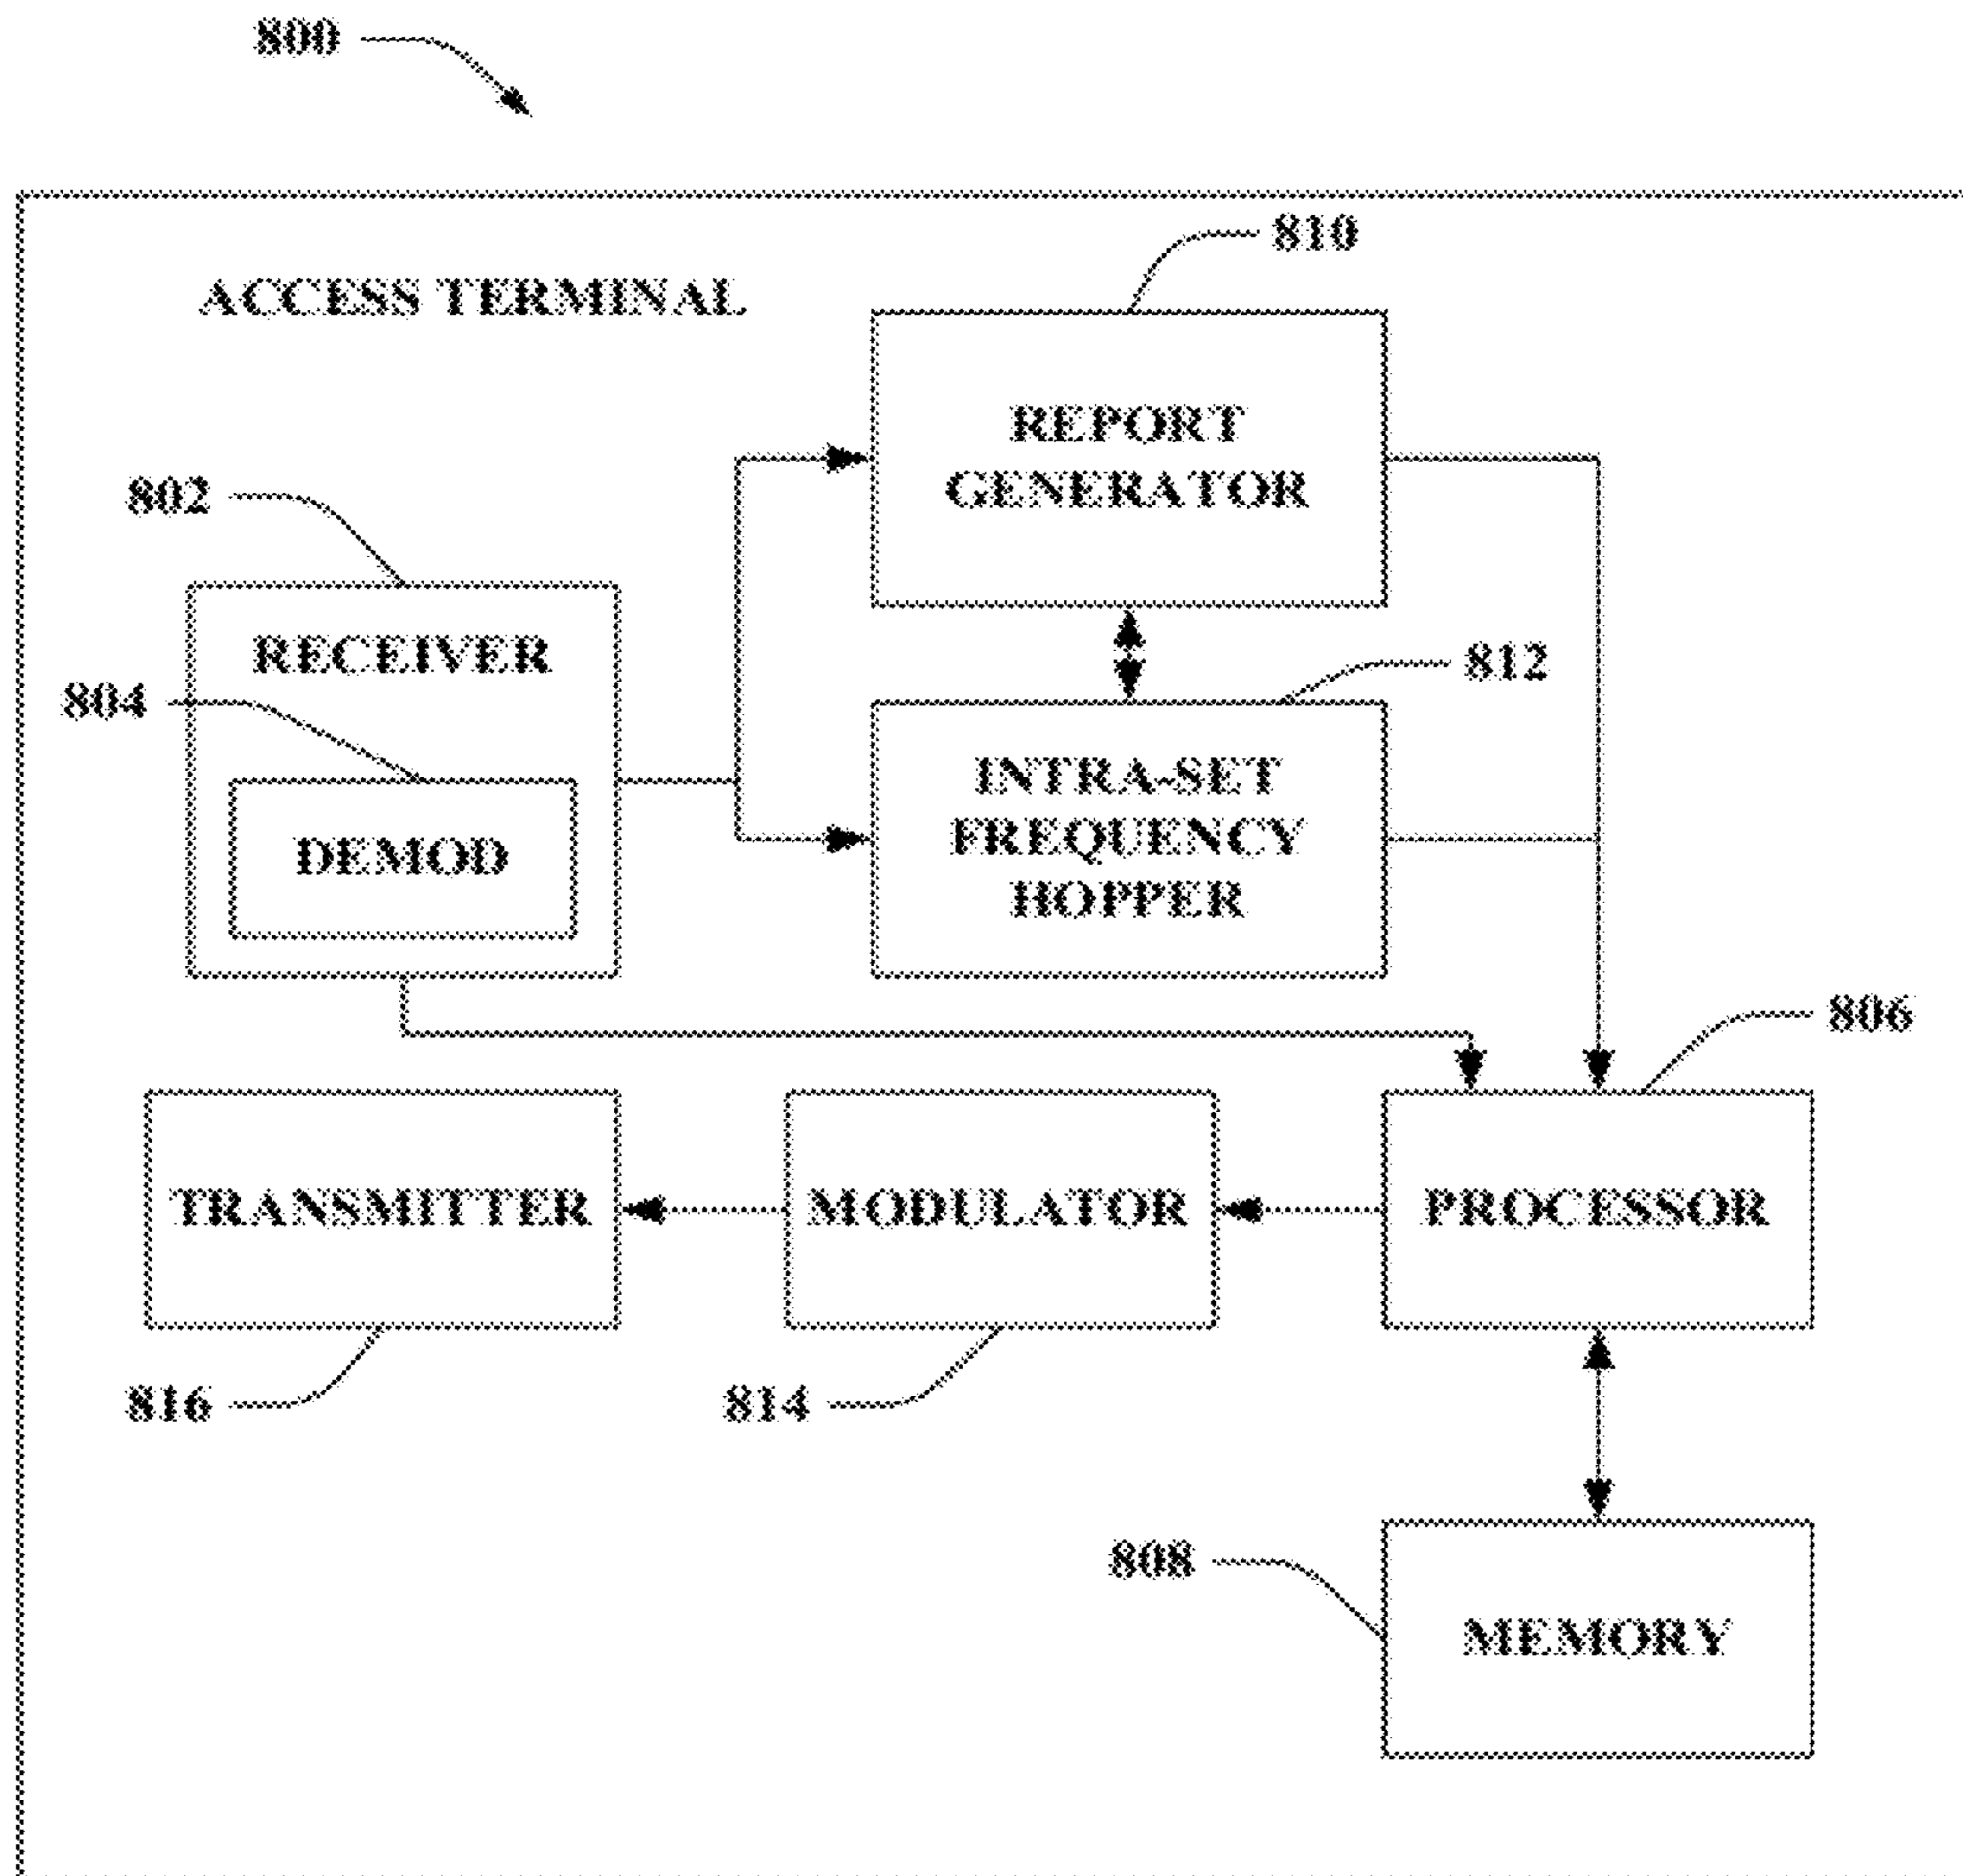 800
810
ACCESS TERMINAL
REPORT
GENERATOR
802
RECEIVER
812
804
INTRA-SET
FREQUENCY
HOPPER
DEMOD
806
TRANSMITTER
MODULATOR
PROCESSOR
816
814
808
MEMORY